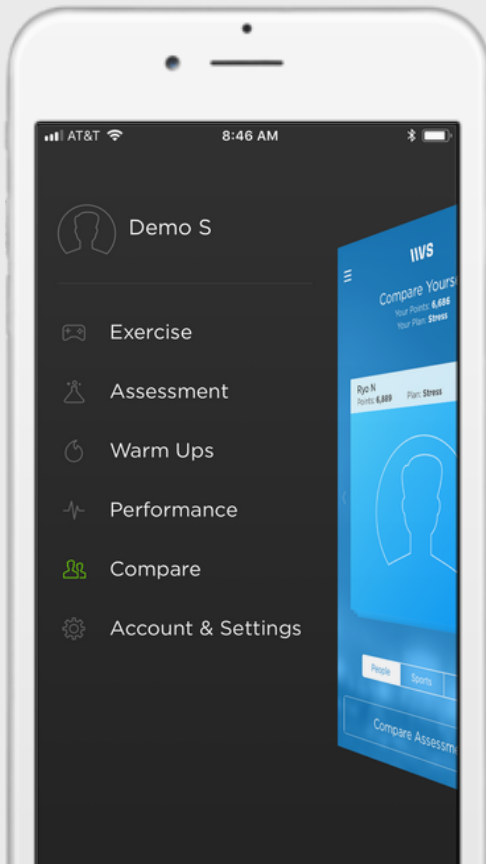 AT&T 8:46 AM
Demo S
Exercise
Assessment
Warm Ups
Performance
Compare
Account & Settings
VS
Compare Yours
Your Points: 6,686
Your Plan: Stress
Ryo N
Points: 6,889 Plan: Stress
People Sports
Compare Assessm